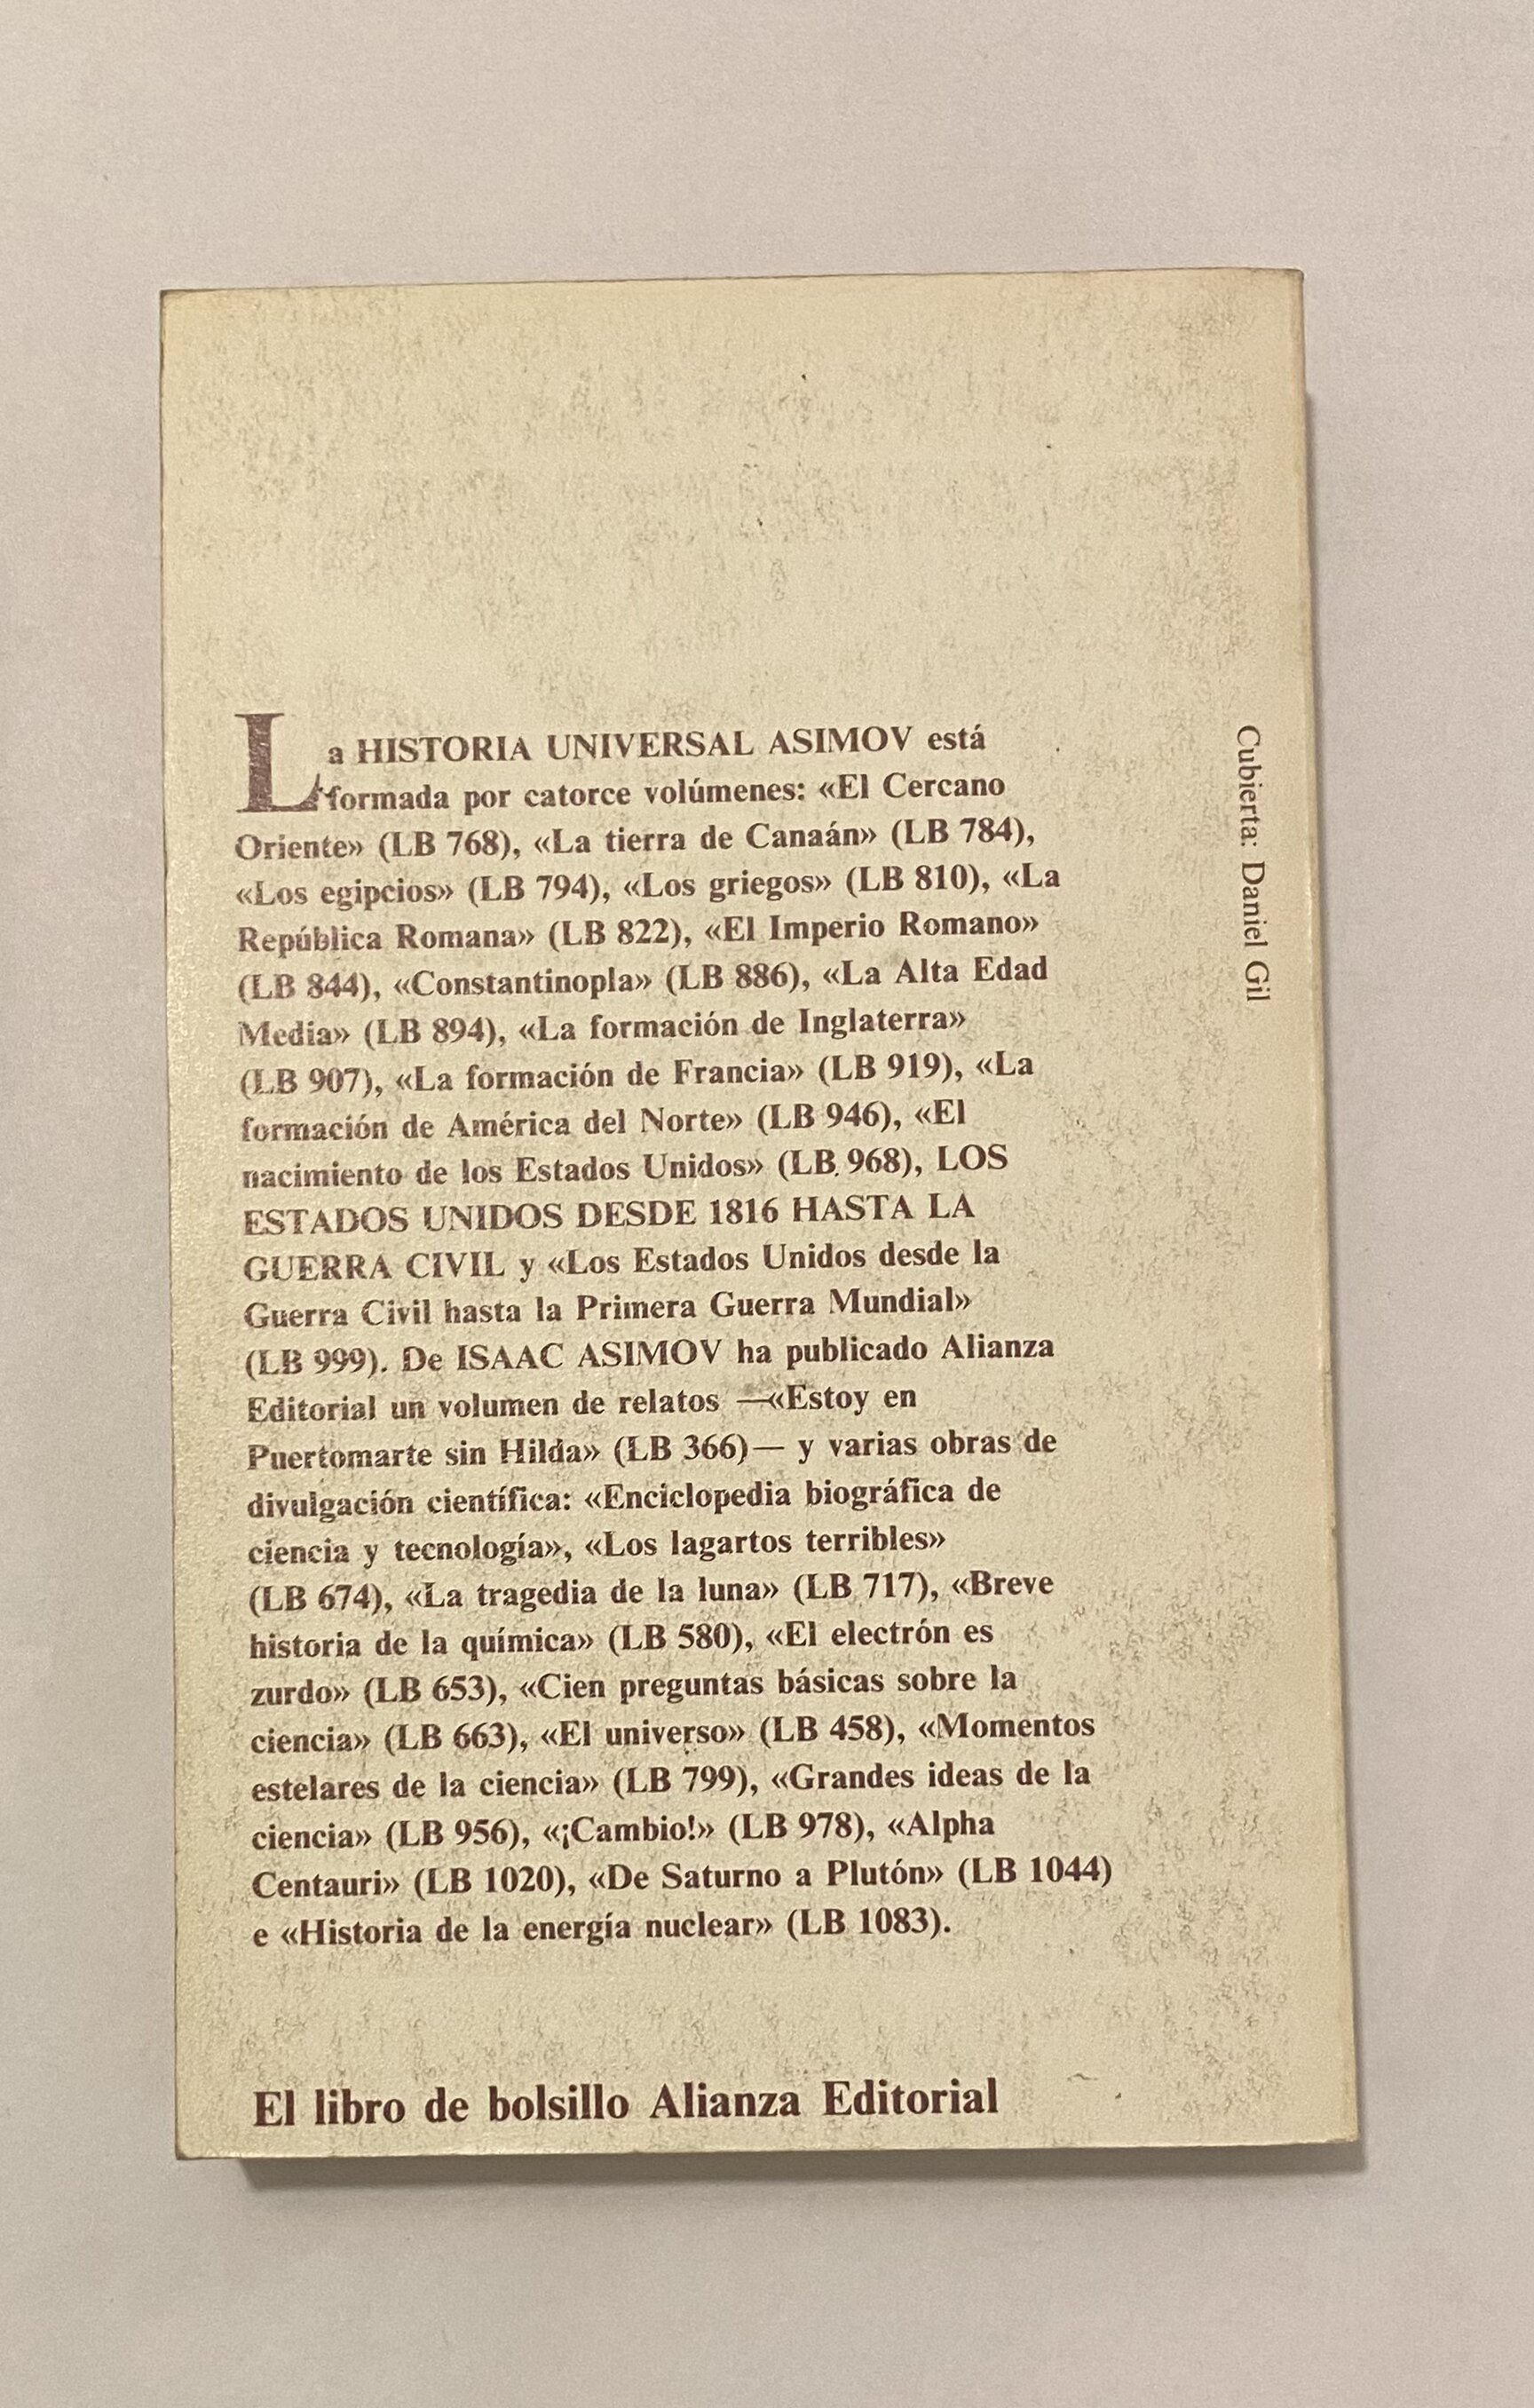 La HISTORIA UNIVERSAL ASIMOV está
formada por catorce volúmenes: «El Cercano
Oriente» (LB 768), «La tierra de Canaán» (LB 784),
«Los egipcios» (LB 794), «Los griegos» (LB 810), «La
República Romana» (LB 822), «El Imperio Romano»
(LB 844), «Constantinopla» (LB 886), «La Alta Edad
Media» (LB 894), «La formación de Inglaterra»
(LB 907), «La formación de Francia» (LB 919), «La
formación de América del Norte» (LB 946), «El
nacimiento de los Estados Unidos» (LB 968), LOS
ESTADOS UNIDOS DESDE 1816 HASTA LA
GUERRA CIVIL y «Los Estados Unidos desde la
Guerra Civil hasta la Primera Guerra Mundial»
(LB 999). De ISAAC ASIMOV ha publicado Alianza
Editorial un volumen de relatos —«Estoy en
Puertomarte sin Hilda» (LB 366)— y varias obras de
divulgación científica: «Enciclopedia biográfica de
ciencia y tecnología», «Los lagartos terribles»
(LB 674), «La tragedia de la luna» (LB 717), «Breve
historia de la química» (LB 580), «El electrón es
zurdo» (LB 653), «Cien preguntas básicas sobre la
ciencia» (LB 663), «El universo» (LB 458), «Momentos
estelares de la ciencia» (LB 799), «Grandes ideas de la
ciencia» (LB 956), «¡Cambio!» (LB 978), «Alpha
Centauri» (LB 1020), «De Saturno a Plutón» (LB 1044)
e «Historia de la energía nuclear» (LB 1083).
El libro de bolsillo Alianza Editorial
Cubierta: Daniel Gil